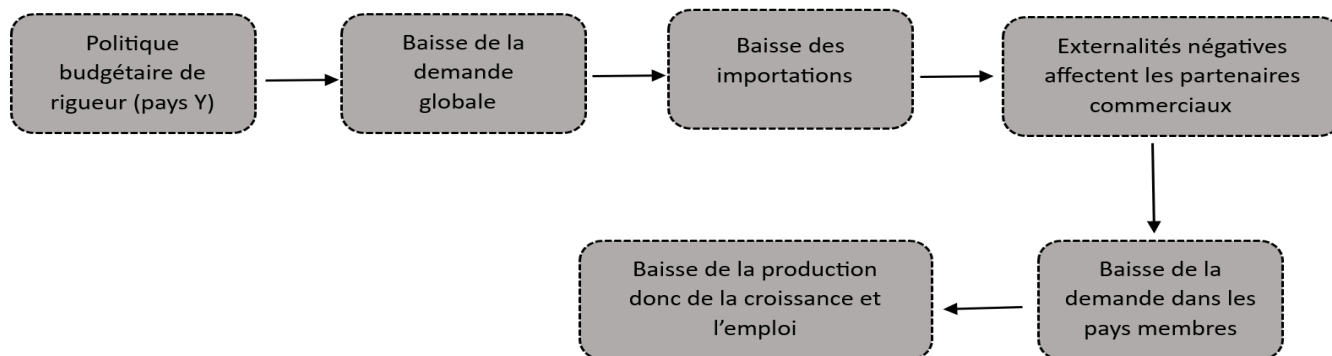 Politique
budgétaire de
rigueur (pays Y)
Baisse de la
demande
globale
Baisse des
importations
Externalités négatives
affectent les partenaires
commerciaux
Baisse de la
demande dans les
pays membres
Baisse de la production
donc de la croissance et
l'emploi